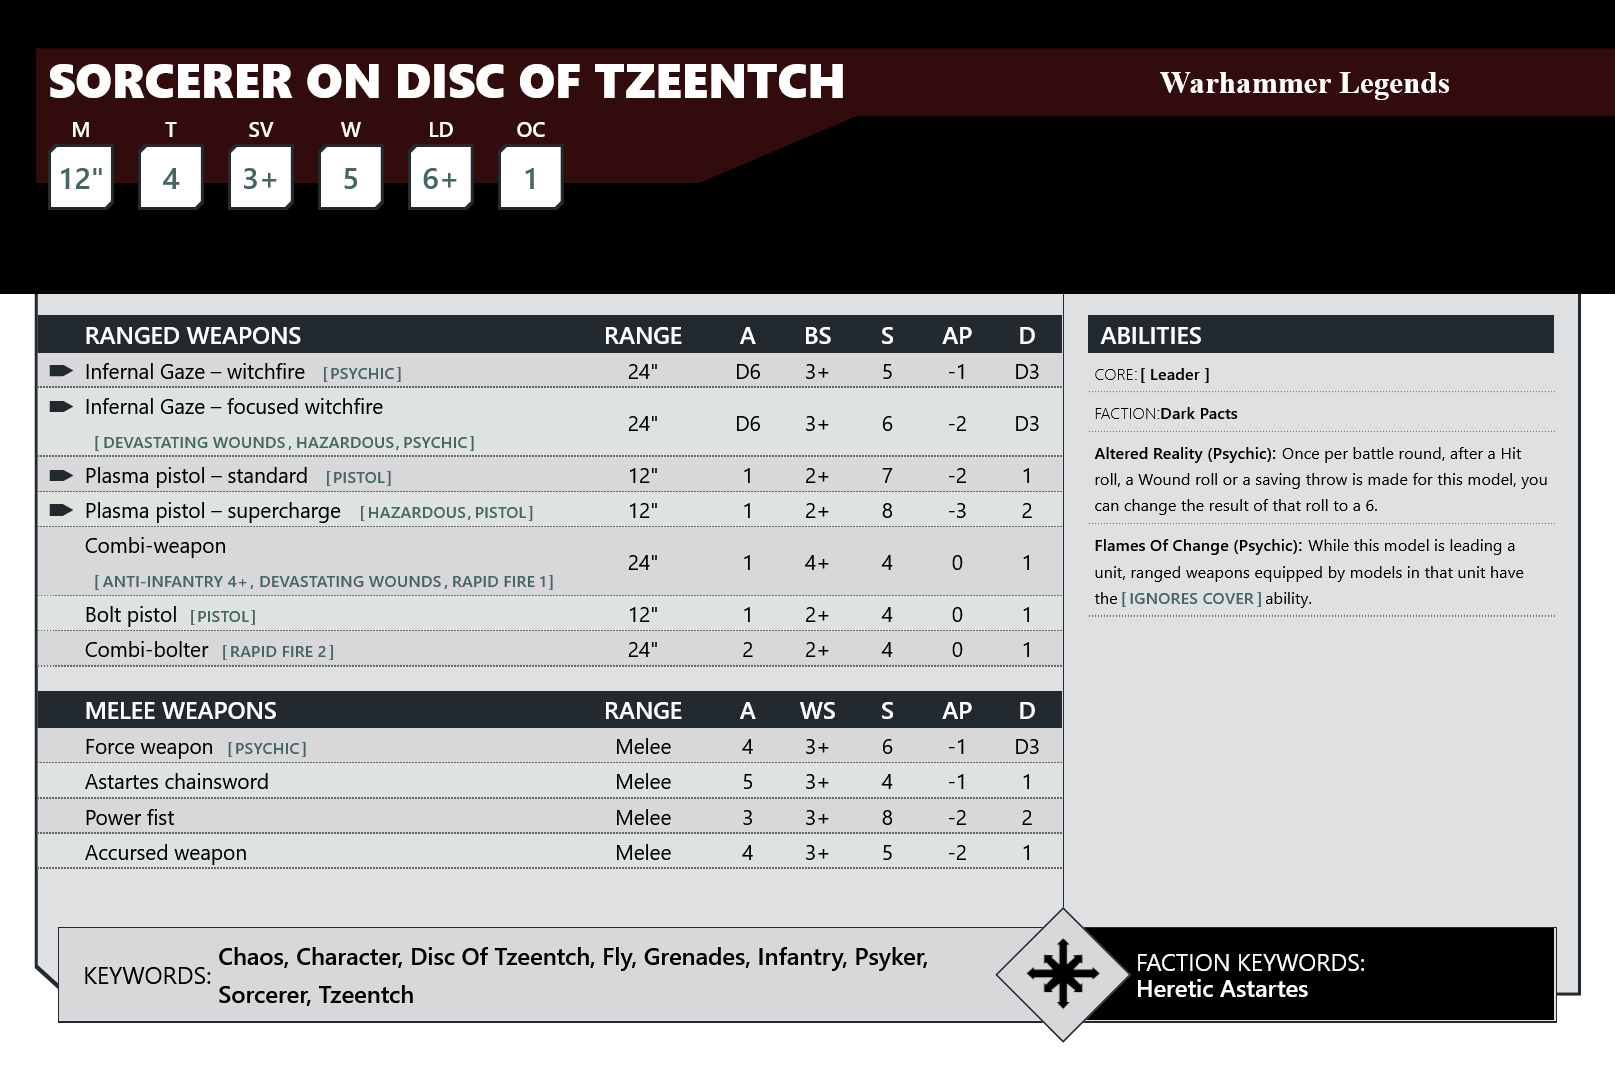 SORCERER ON DISC OF TZEENTCH
Warhammer Legends
M T SV W LD OC
12" 4 3+ 5 6+ 1
RANGED WEAPONS RANGE A BS S AP D
Infernal Gaze – witchfire [PSYCHIC] 24" D6 3+ 5 -1 D3
Infernal Gaze – focused witchfire
[DEVASTATING WOUNDS, HAZARDOUS, PSYCHIC] 24" D6 3+ 6 -2 D3
Plasma pistol – standard [PISTOL] 12" 1 2+ 7 -2 1
Plasma pistol – supercharge [HAZARDOUS, PISTOL] 12" 1 2+ 8 -3 2
Combi-weapon
[ANTI-INFANTRY 4+, DEVASTATING WOUNDS, RAPID FIRE 1] 24" 1 4+ 4 0 1
Bolt pistol [PISTOL] 12" 1 2+ 4 0 1
Combi-bolter [RAPID FIRE 2] 24" 2 2+ 4 0 1
MELEE WEAPONS RANGE A WS S AP D
Force weapon [PSYCHIC] Melee 4 3+ 6 -1 D3
Astartes chainsword Melee 5 3+ 4 -1 1
Power fist Melee 3 3+ 8 -2 2
Accursed weapon Melee 4 3+ 5 -2 1
ABILITIES
CORE: [ Leader ]
FACTION:Dark Pacts
Altered Reality (Psychic): Once per battle round, after a Hit
roll, a Wound roll or a saving throw is made for this model, you
can change the result of that roll to a 6.
Flames Of Change (Psychic): While this model is leading a
unit, ranged weapons equipped by models in that unit have
the [IGNORES COVER] ability.
KEYWORDS: Chaos, Character, Disc Of Tzeentch, Fly, Grenades, Infantry, Psyker,
Sorcerer, Tzeentch
FACTION KEYWORDS:
Heretic Astartes